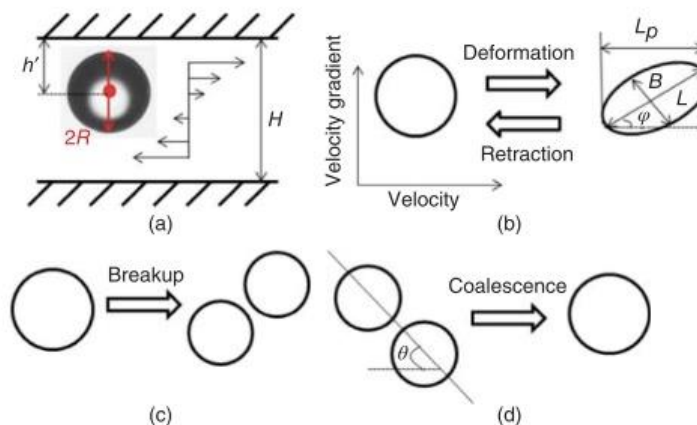 h'
2R
H
(a)
Velocity gradient
Deformation
Retraction
Velocity
L_p
B
L
φ
(b)
Breakup
(c)
Coalescence
θ
(d)